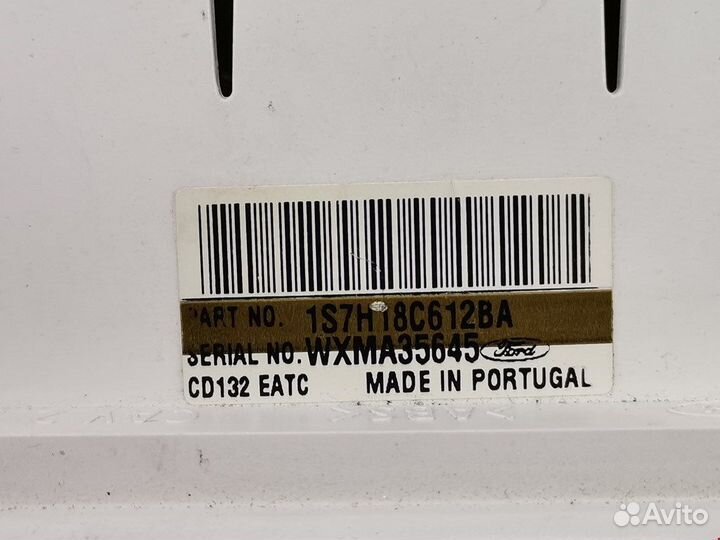 PART NO. 1S7H18C612BA
SERIAL NO. WXMA35645 Ford
CD132 EATC MADE IN PORTUGAL
Avito